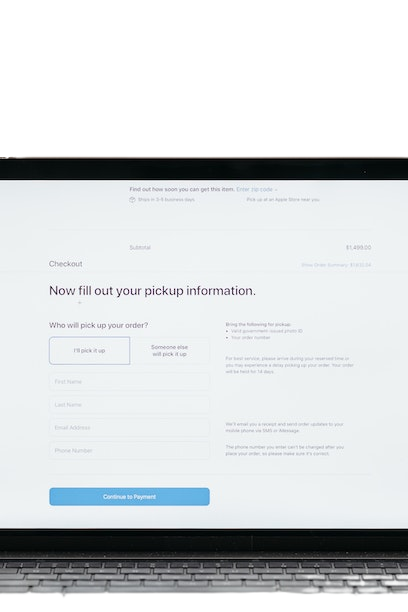 Find out how soon you can get this item. Enter zip code
Ships in 3-5 business days
Pick up at an Apple Store near you.
Subtotal
$1,499.00
Checkout
Show Order Summary:
Now fill out your pickup information.
Who will pick up your order?
I'll pick it up
Someone else
will pick it up
First Name
Last Name
Email Address
Phone Number
Continue to Payment
Bring the following for pickup:
• Valid government-issued photo ID
• Your order number
For best service, please arrive during your reserved time or
you may experience a delay picking up your order. Your order
will be held for 14 days.
We'll email you a receipt and send order updates to your
mobile phone via SMS or iMessage.
The phone number you enter can't be changed after you
place your order, so please make sure it's correct.